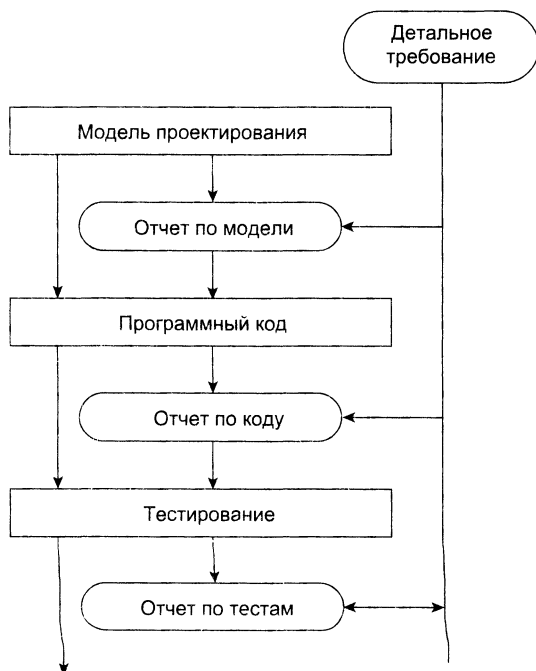 Детальное
требование
Модель проектирования
Отчет по модели
Программный код
Отчет по коду
Тестирование
Отчет по тестам